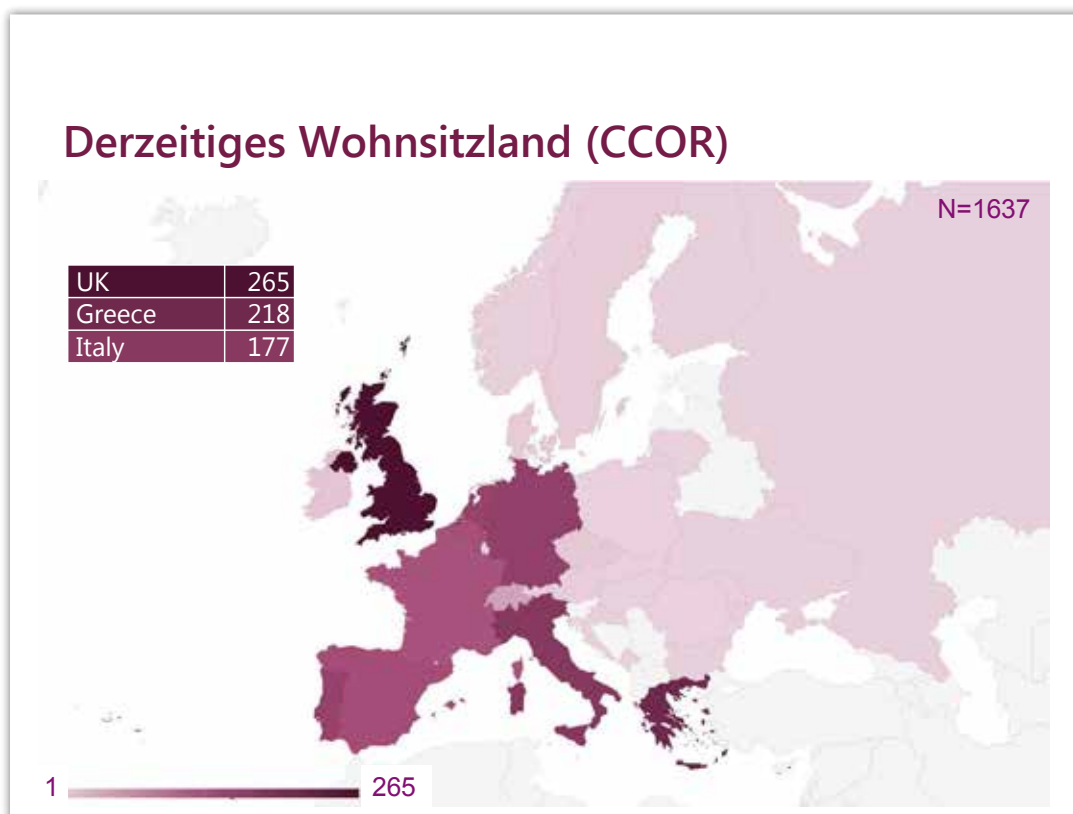 Derzeitiges Wohnsitzland (CCOR)
N=1637
UK 265
Greece 218
Italy 177
1 265